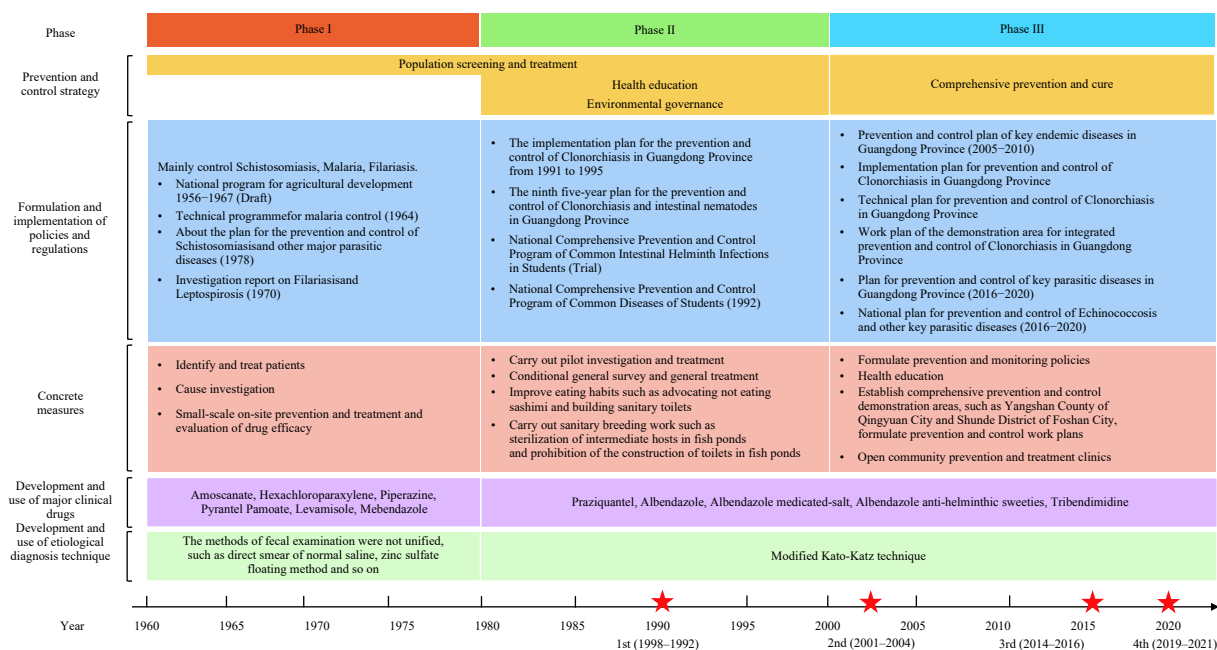 Phase
Phase I
Phase II
Phase III
Prevention and
control strategy
Population screening and treatment
Health education
Environmental governance
Comprehensive prevention and cure
Formulation and
implementation of
policies and
regulations
Mainly control Schistosomiasis, Malaria, Filariasis.
• National program for agricultural development
1956−1967 (Draft)
• Technical programmefor malaria control (1964)
• About the plan for the prevention and control of
Schistosomiasisand other major parasitic
diseases (1978)
• Investigation report on Filariasisand
Leptospirosis (1970)
• The implementation plan for the prevention and
control of Clonorchiasis in Guangdong Province
from 1991 to 1995
• The ninth five-year plan for the prevention and
control of Clonorchiasis and intestinal nematodes
in Guangdong Province
• National Comprehensive Prevention and Control
Program of Common Intestinal Helminth Infections
in Students (Trial)
• National Comprehensive Prevention and Control
Program of Common Diseases of Students (1992)
• Prevention and control plan of key endemic diseases in
Guangdong Province (2005−2010)
• Implementation plan for prevention and control of
Clonorchiasis in Guangdong Province
• Technical plan for prevention and control of Clonorchiasis
in Guangdong Province
• Work plan of the demonstration area for integrated
prevention and control of Clonorchiasis in Guangdong
Province
• Plan for prevention and control of key parasitic diseases in
Guangdong Province (2016−2020)
• National plan for prevention and control of Echinococcosis
and other key parasitic diseases (2016−2020)
Concrete
measures
• Identify and treat patients
• Cause investigation
• Small-scale on-site prevention and treatment and
evaluation of drug efficacy
• Carry out pilot investigation and treatment
• Conditional general survey and general treatment
• Improve eating habits such as advocating not eating
sashimi and building sanitary toilets
• Carry out sanitary breeding work such as
sterilization of intermediate hosts in fish ponds
and prohibition of the construction of toilets in fish ponds
• Formulate prevention and monitoring policies
• Health education
• Establish comprehensive prevention and control
demonstration areas, such as Yangshan County of
Qingyuan City and Shunde District of Foshan City,
formulate prevention and control work plans
• Open community prevention and treatment clinics
Development and
use of major clinical
drugs
Amoscanate, Hexachloroparaxylene, Piperazine,
Pyrantel Pamoate, Levamisole, Mebendazole
Praziquantel, Albendazole, Albendazole medicated-salt, Albendazole anti-helminthic sweeties, Tribendimidine
Development and
use of etiological
diagnosis technique
The methods of fecal examination were not unified,
such as direct smear of normal saline, zinc sulfate
floating method and so on
Modified Kato-Katz technique
Year
1960 1965 1970 1975 1980 1985 1990 1995 2000 2005 2010 2015 2020
1st (1998–1992) 2nd (2001–2004) 3rd (2014–2016) 4th (2019–2021)